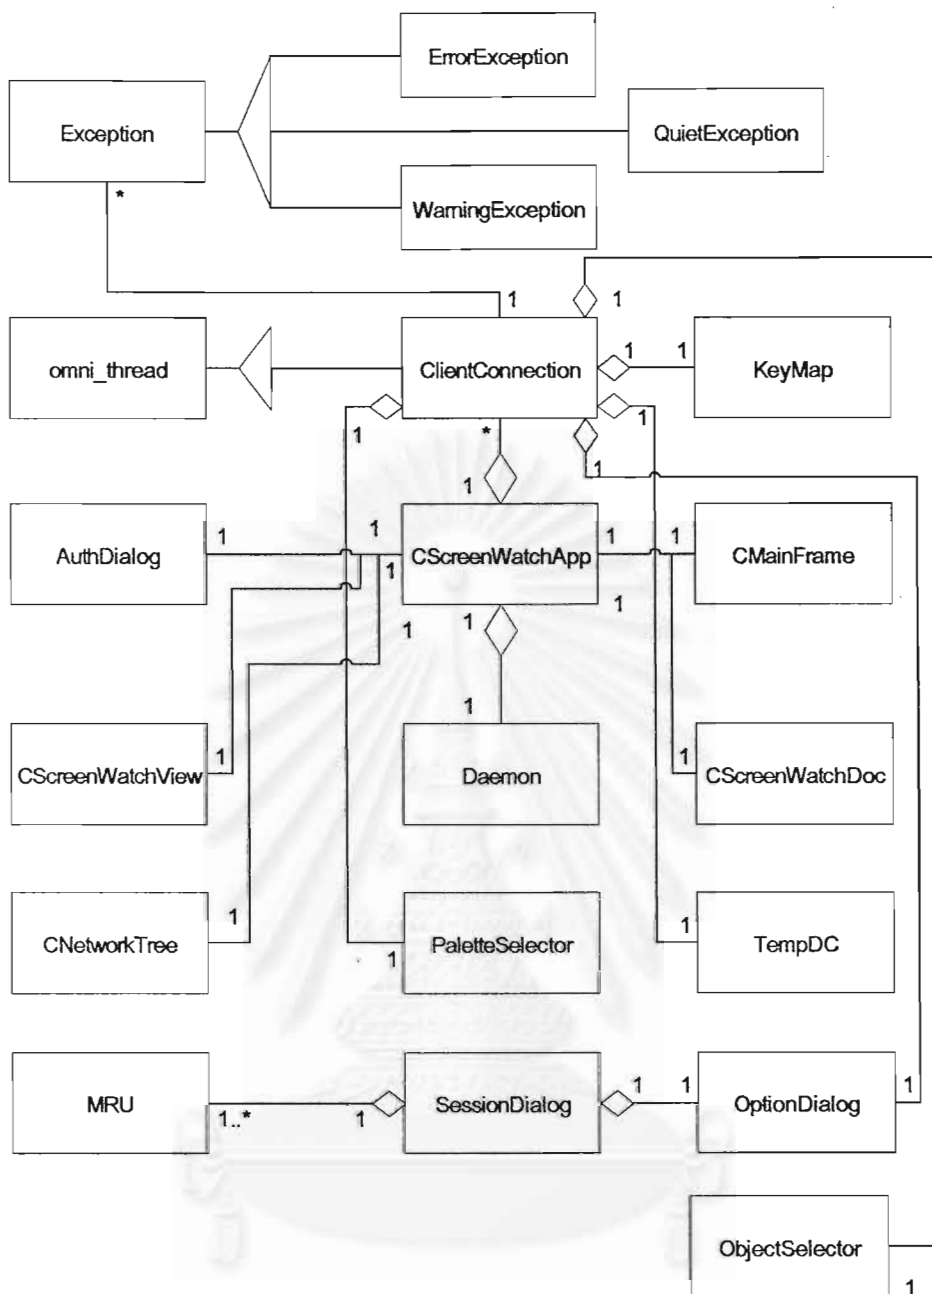 ErrorException
Exception
QuietException
*
WarningException
1
1
omni_thread
ClientConnection
1
1
KeyMap
1
*
1
1
1
AuthDialog
1
1
1
CScreenWatchApp
1
1
CMainFrame
1
1
1
CScreenWatchView
1
1
Daemon
1
CScreenWatchDoc
CNetworkTree
1
1
PaletteSelector
1
TempDC
MRU
1..*
1
SessionDialog
1
1
OptionDialog
1
ObjectSelector
1